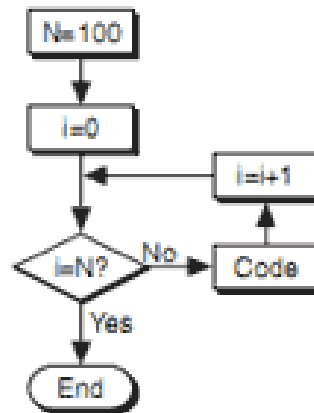 N=100
i=0
i=i+1
i=N?
No
Code
Yes
End